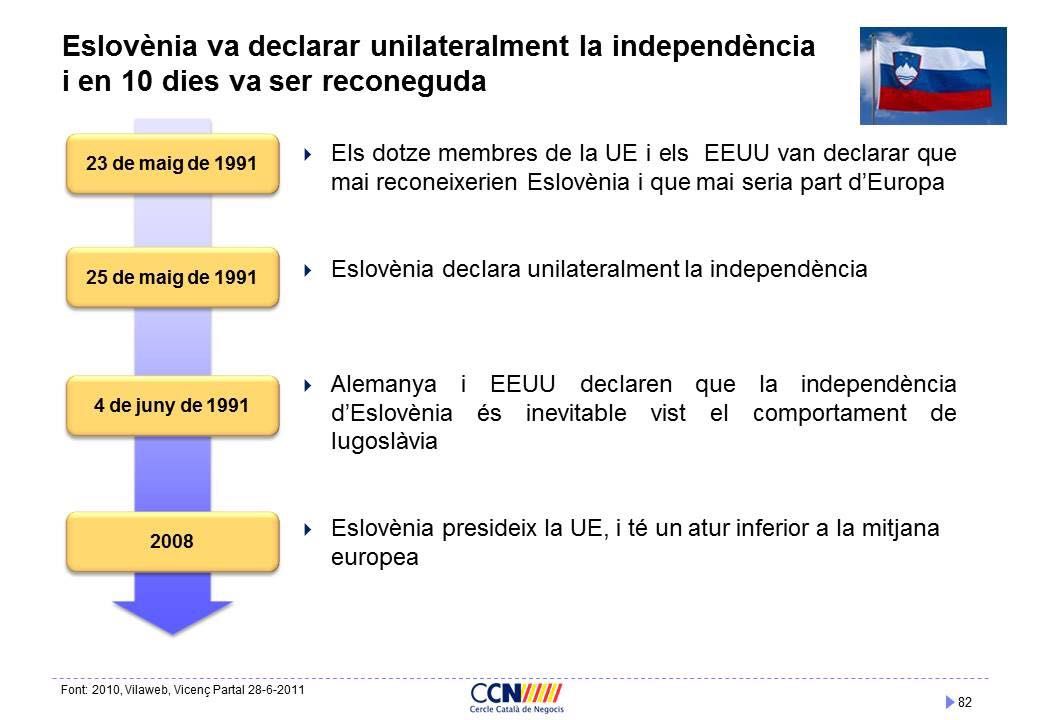 Eslovènia va declarar unilateralment la independència
i en 10 dies va ser reconeguda
23 de maig de 1991
Els dotze membres de la UE i els EEUU van declarar que
mai reconeixerien Eslovènia i que mai seria part d’Europa
25 de maig de 1991
Eslovènia declara unilateralment la independència
4 de juny de 1991
Alemanya i EEUU declaren que la independència
d’Eslovènia és inevitable vist el comportament de
Iugoslàvia
2008
Eslovènia presideix la UE, i té un atur inferior a la mitjana
europea
Font: 2010, Vilaweb, Vicenç Partal 28-6-2011
CCN
Cercle Català de Negocis
82